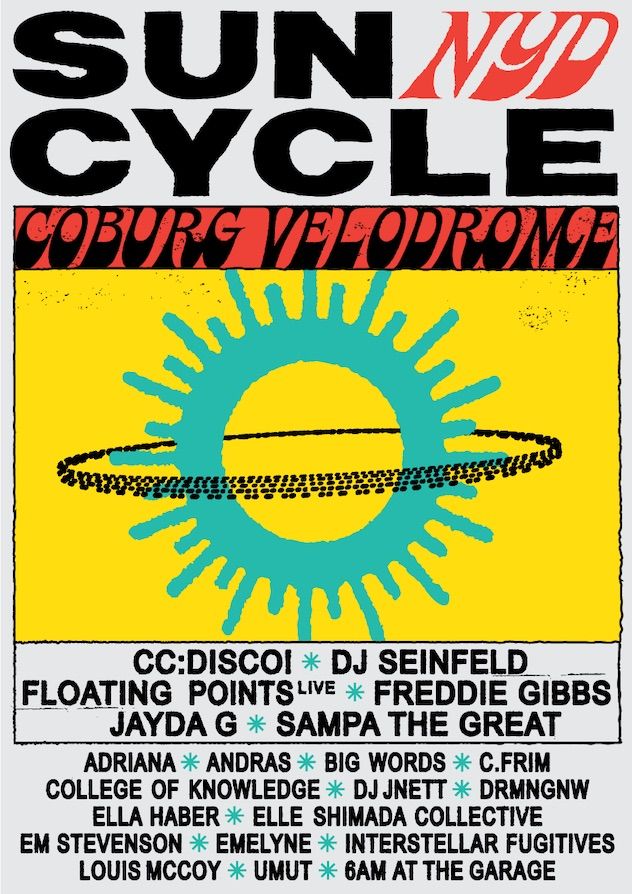 SUN NYD
CYCLE
COBURG VELODROME
CC:DISCO! ✳ DJ SEINFELD
FLOATING POINTS LIVE ✳ FREDDIE GIBBS
JAYDA G ✳ SAMPA THE GREAT
ADRIANA ✳ ANDRAS ✳ BIG WORDS ✳ C.FRIM
COLLEGE OF KNOWLEDGE ✳ DJ JNETT ✳ DRMNGNW
ELLA HABER ✳ ELLE SHIMADA COLLECTIVE
EM STEVENSON ✳ EMELYNE ✳ INTERSTELLAR FUGITIVES
LOUIS MCCOY ✳ UMUT ✳ 6AM AT THE GARAGE